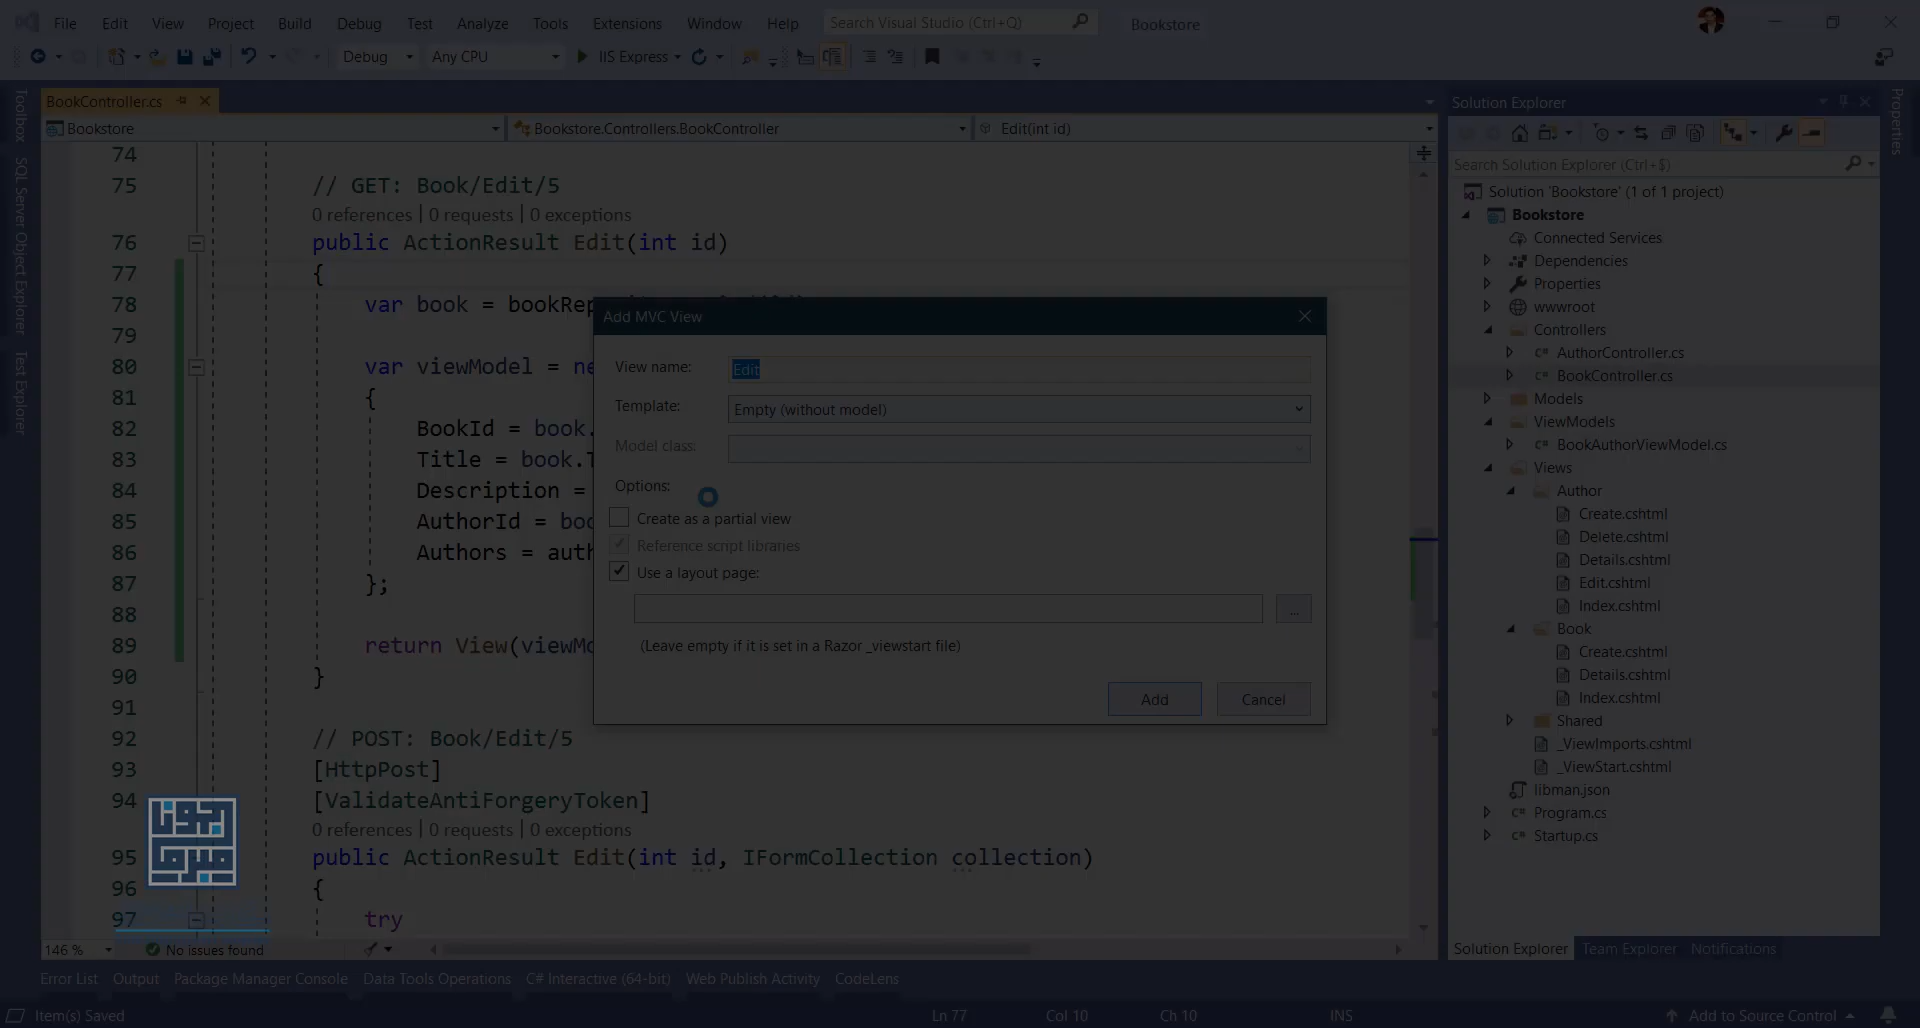 File Edit View Project Build Debug Test Analyze Tools Extensions Window Help Search Visual Studio (Ctrl+Q) Bookstore
Debug Any CPU IIS Express
BookController.cs
Bookstore Bookstore.Controllers.BookController Edit(int id)
Toolbox
SQL Server Object Explorer
Test Explorer
74
75 // GET: Book/Edit/5
0 references | 0 requests | 0 exceptions
76 public ActionResult Edit(int id)
77 {
78 var book =
79
80 var viewModel =
81 {
82 BookId =
83 Title =
84 Description =
85 AuthorId =
86 Authors =
87 };
88
89 return
90 }
91
92 // POST: Book/Edit/5
93 [HttpPost]
94 [ValidateAntiForgeryToken]
0 references | 0 requests | 0 exceptions
95 public ActionResult Edit(int id, IFormCollection collection)
96 {
97 try
146 % No issues found
Add MVC View
View name: Edit
Template: Empty (without model)
Model class:
Options:
Create as a partial view
Reference script libraries
Use a layout page:
...
(Leave empty if it is set in a Razor _viewstart file)
Add Cancel
Solution Explorer
Search Solution Explorer (Ctrl+$)
Solution 'Bookstore' (1 of 1 project)
Bookstore
Connected Services
Dependencies
Properties
wwwroot
Controllers
AuthorController.cs
BookController.cs
Models
ViewModels
BookAuthorViewModel.cs
Views
Author
Create.cshtml
Delete.cshtml
Details.cshtml
Edit.cshtml
Index.cshtml
Book
Create.cshtml
Details.cshtml
Index.cshtml
Shared
_ViewImports.cshtml
_ViewStart.cshtml
libman.json
Program.cs
Startup.cs
Solution Explorer Team Explorer Notifications
Properties
Error List Output Package Manager Console Data Tools Operations C# Interactive (64-bit) Web Publish Activity CodeLens
Item(s) Saved Ln 77 Col 10 Ch 10 INS Add to Source Control